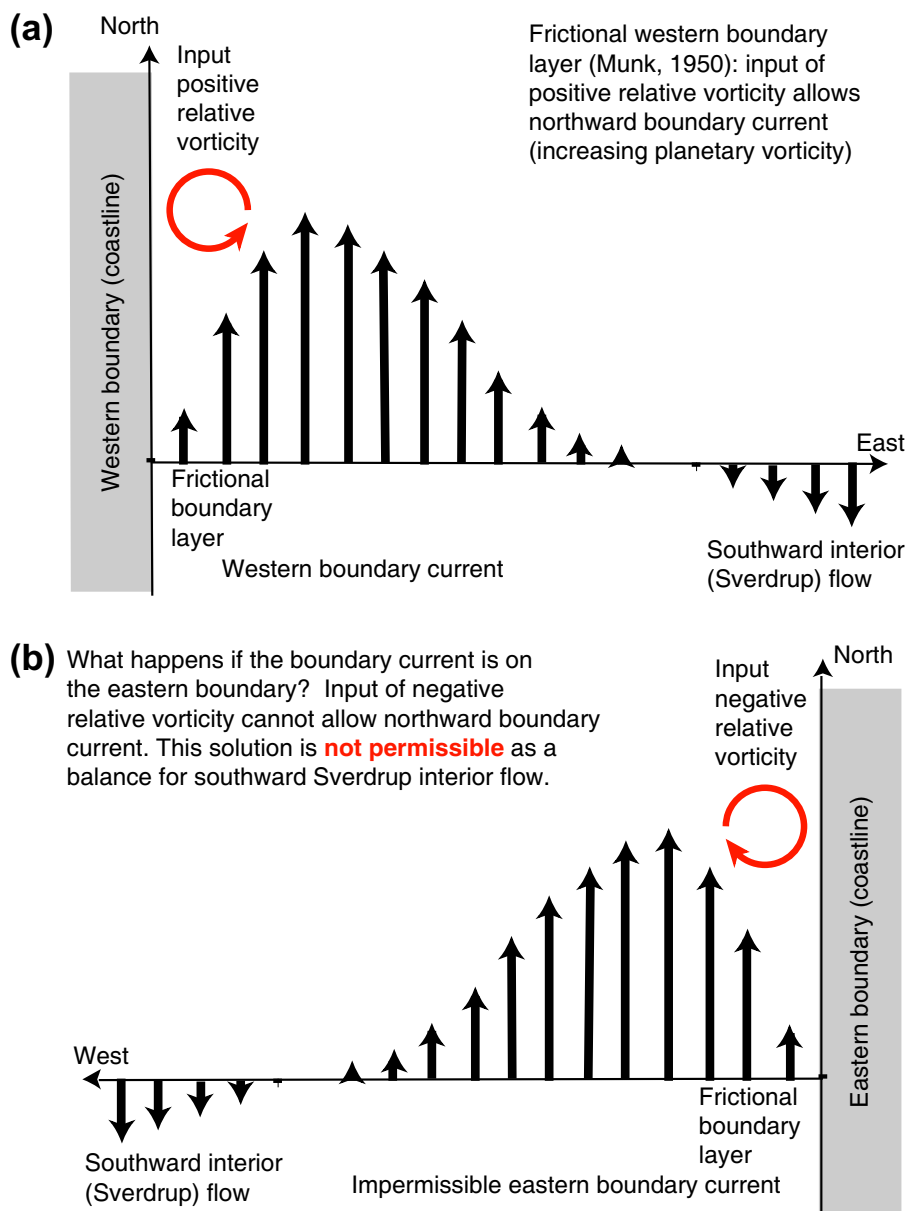 (a)
North
Input
positive
relative
vorticity
Frictional western boundary
layer (Munk, 1950): input of
positive relative vorticity allows
northward boundary current
(increasing planetary vorticity)
Western boundary (coastline)
East
Frictional
boundary
layer
Western boundary current
Southward interior
(Sverdrup) flow
(b)
What happens if the boundary current is on
the eastern boundary? Input of negative
relative vorticity cannot allow northward boundary
current. This solution is not permissible as a
balance for southward Sverdrup interior flow.
North
Input
negative
relative
vorticity
Eastern boundary (coastline)
West
Southward interior
(Sverdrup) flow
Frictional
boundary
layer
Impermissible eastern boundary current